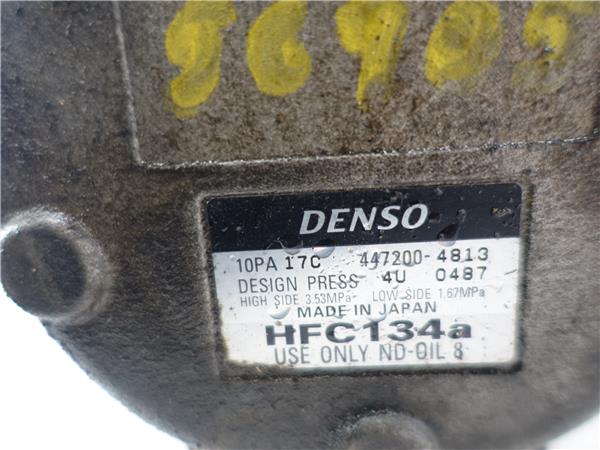 56905
DENSO
10PA 17C 447200-4813
DESIGN PRESS 4U 0487
HIGH SIDE 3.53MPa LOW SIDE 1.67MPa
MADE IN JAPAN
HFC134a
USE ONLY ND-OIL 8